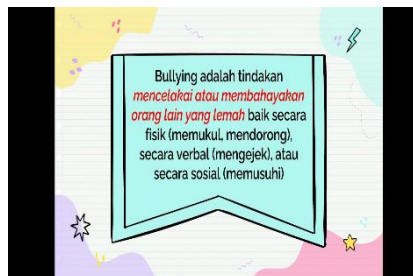 Bullying adalah tindakan
mencelakai atau membahayakan
orang lain yang lemah baik secara
fisik (memukul, mendorong),
secara verbal (mengejek), atau
secara sosial (memusuhi)